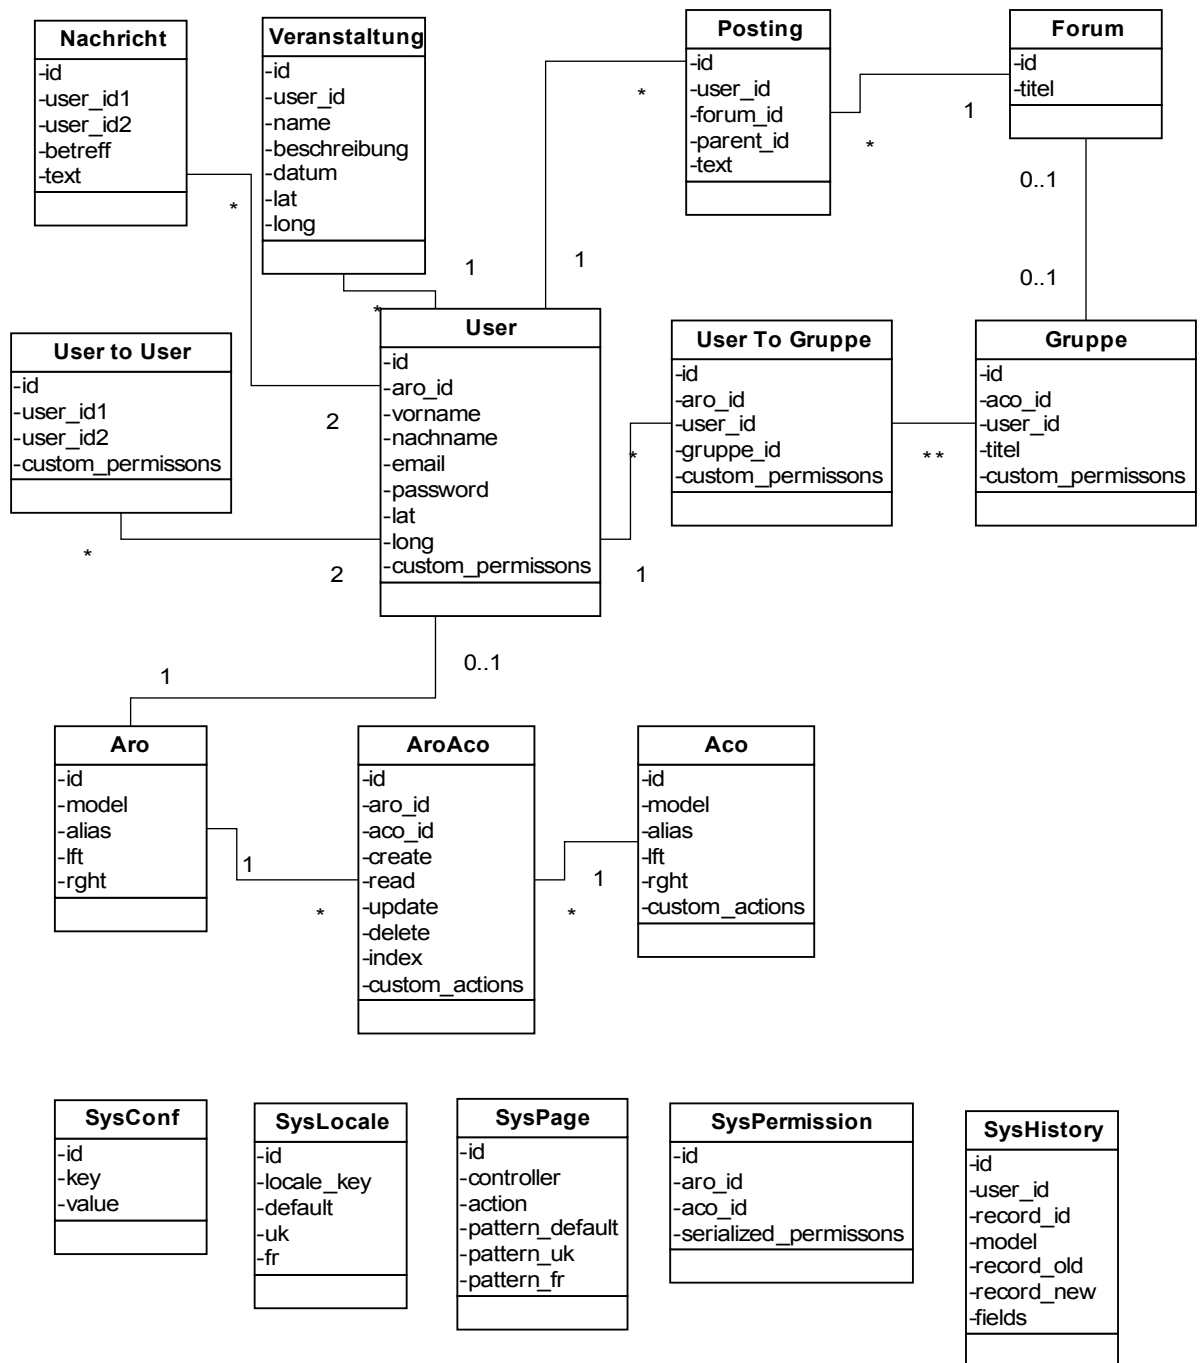 Nachricht
-id
-user_id1
-user_id2
-betreff
-text
*
Veranstaltung
-id
-user_id
-name
-beschreibung
-datum
-lat
-long
1
*
Posting
-id
-user_id
-forum_id
-parent_id
-text
*
1
Forum
-id
-titel
1
*
0..1
0..1
User to User
-id
-user_id1
-user_id2
-custom_permissons
*
2
2
User
-id
-aro_id
-vorname
-nachname
-email
-password
-lat
-long
-custom_permissons
User To Gruppe
-id
-aro_id
-user_id
-gruppe_id
-custom_permissons
*
1
* *
Gruppe
-id
-aco_id
-user_id
-titel
-custom_permissons
0..1
1
Aro
-id
-model
-alias
-lft
-rght
1
*
AroAco
-id
-aro_id
-aco_id
-create
-read
-update
-delete
-index
-custom_actions
1
*
Aco
-id
-model
-alias
-lft
-rght
-custom_actions
SysConf
-id
-key
-value
SysLocale
-id
-locale_key
-default
-uk
-fr
SysPage
-id
-controller
-action
-pattern_default
-pattern_uk
-pattern_fr
SysPermission
-id
-aro_id
-aco_id
-serialized_permissons
SysHistory
-id
-user_id
-record_id
-model
-record_old
-record_new
-fields